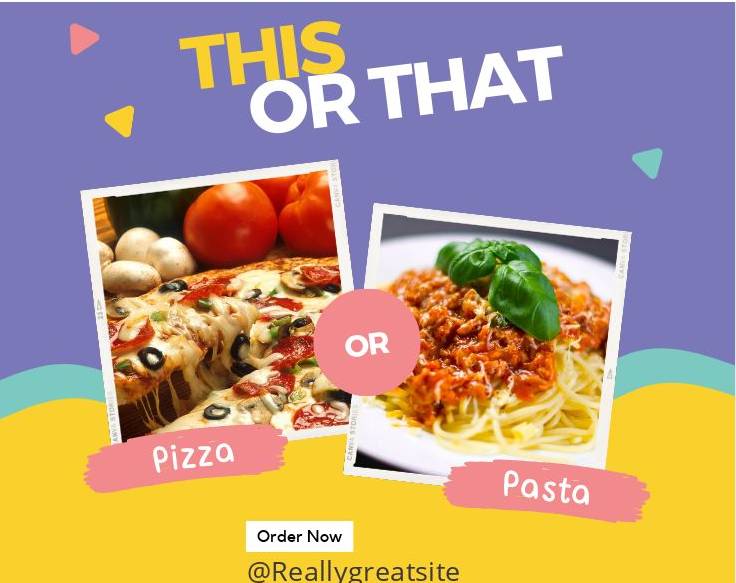 THIS
OR THAT
OR
Pizza
Pasta
Order Now
@Reallygreatsite